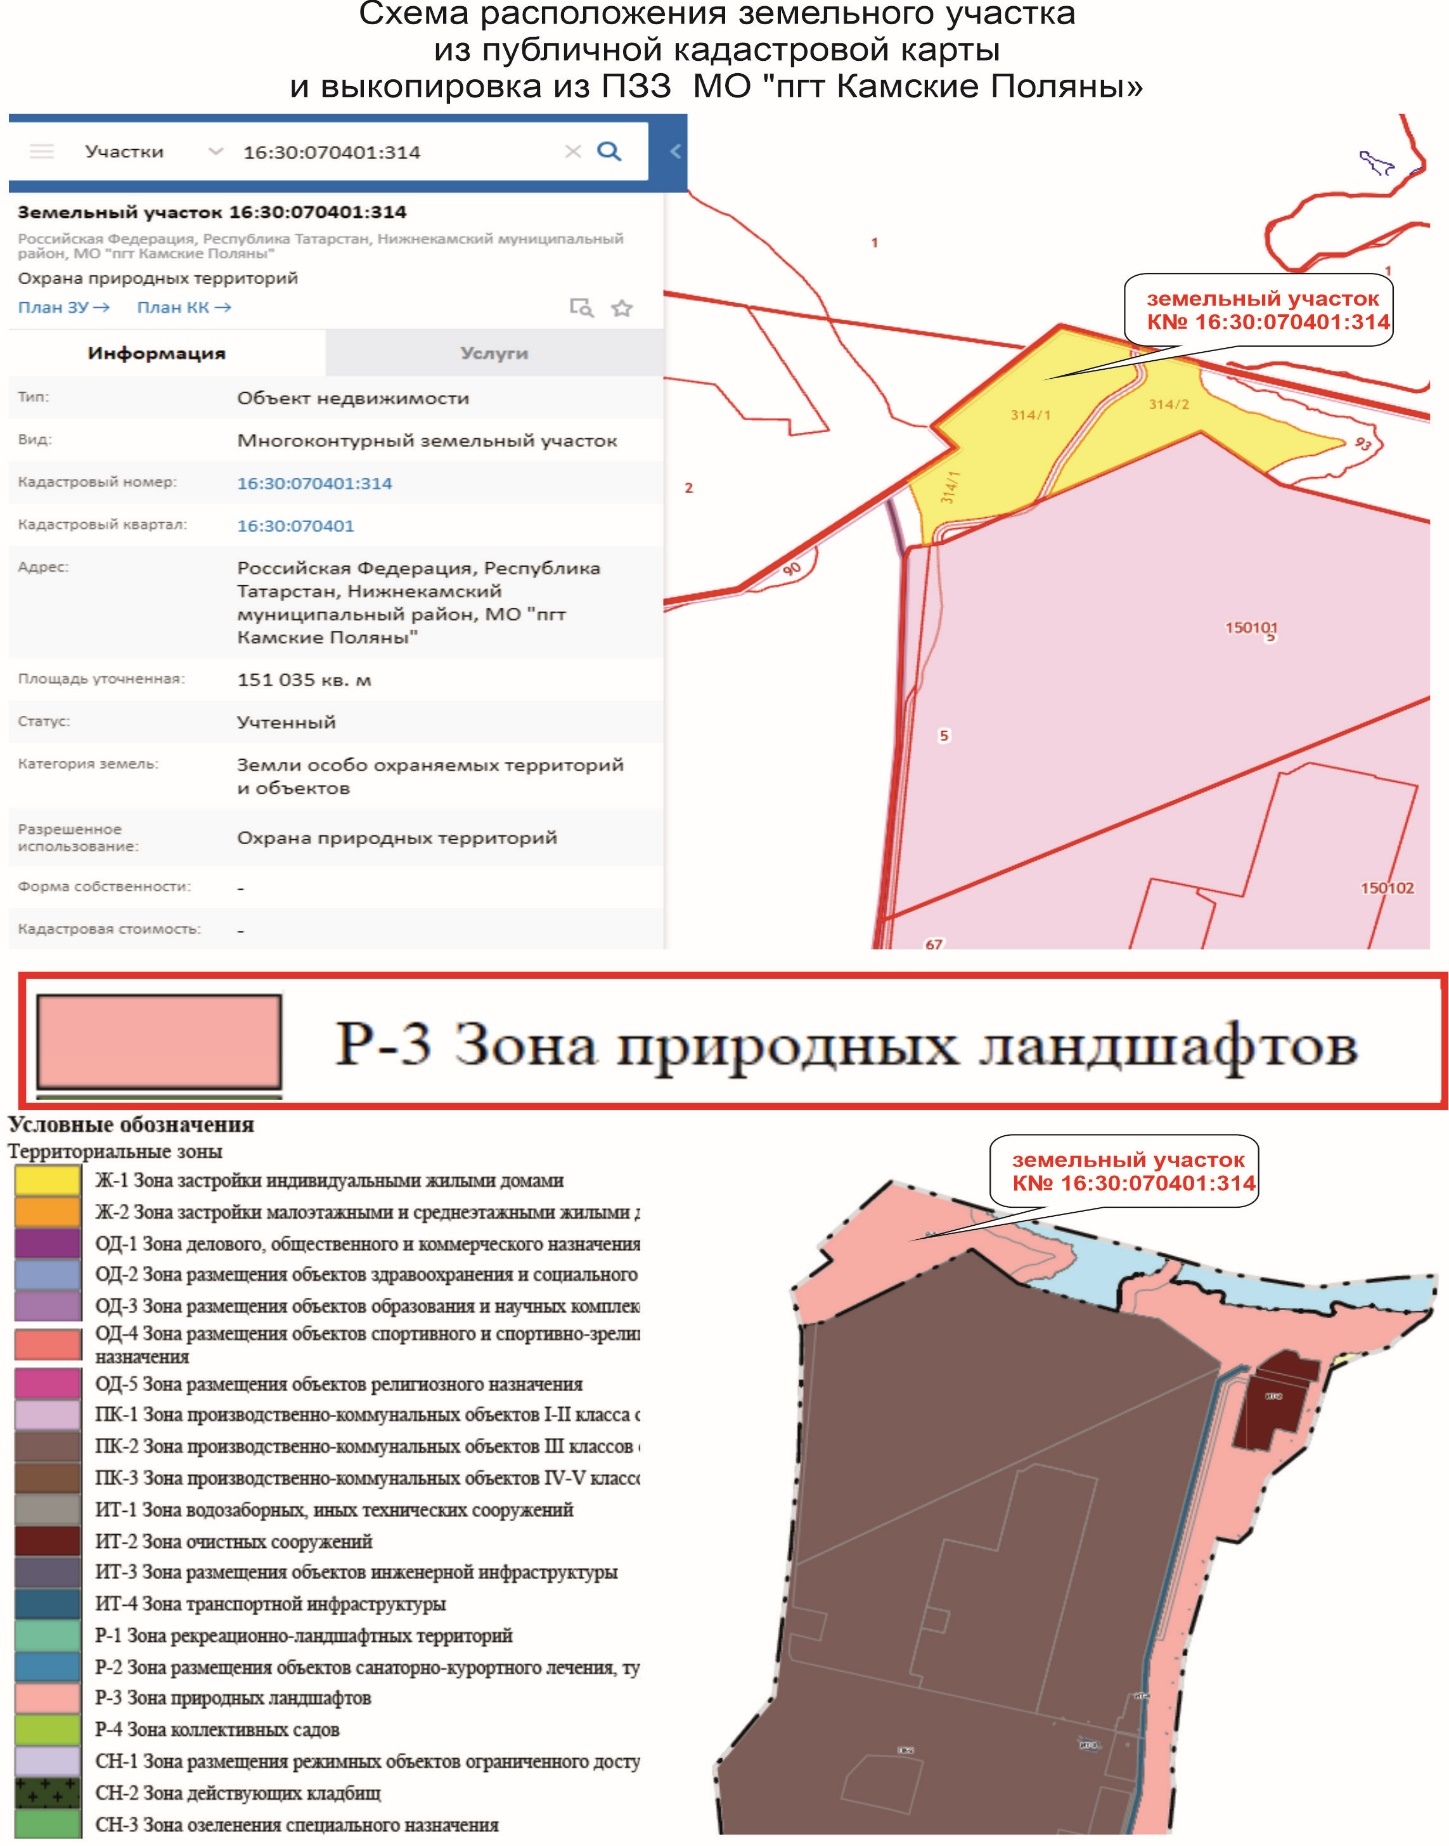 Схема расположения земельного участка
из публичной кадастровой карты
и выкопировка из ПЗЗ МО "пгт Камские Поляны»
Участки
16:30:070401:314
Земельный участок 16:30:070401:314
Российская Федерация, Республика Татарстан, Нижнекамский муниципальный
район, МО "пгт Камские Поляны"
Охрана природных территорий
План ЗУ → План КК →
Информация
Услуги
Тип:
Объект недвижимости
Вид:
Многоконтурный земельный участок
Кадастровый номер:
16:30:070401:314
Кадастровый квартал:
16:30:070401
Адрес:
Российская Федерация, Республика
Татарстан, Нижнекамский
муниципальный район, МО "пгт
Камские Поляны"
Площадь уточненная:
151 035 кв. м
Статус:
Учтенный
Категория земель:
Земли особо охраняемых территорий
и объектов
Разрешенное
использование:
Охрана природных территорий
Форма собственности:
-
Кадастровая стоимость:
-
1
1
земельный участок
К№ 16:30:070401:314
314/1
314/2
93
314/1
2
90
150101
5
5
150102
67
Р-3 Зона природных ландшафтов
Условные обозначения
Территориальные зоны
Ж-1 Зона застройки индивидуальными жилыми домами
Ж-2 Зона застройки малоэтажными и среднеэтажными жилыми д
ОД-1 Зона делового, общественного и коммерческого назначения
ОД-2 Зона размещения объектов здравоохранения и социального
ОД-3 Зона размещения объектов образования и научных комплек
ОД-4 Зона размещения объектов спортивного и спортивно-зрели
назначения
ОД-5 Зона размещения объектов религиозного назначения
ПК-1 Зона производственно-коммунальных объектов I-II класса с
ПК-2 Зона производственно-коммунальных объектов III классов
ПК-3 Зона производственно-коммунальных объектов IV-V классо
ИТ-1 Зона водозаборных, иных технических сооружений
ИТ-2 Зона очистных сооружений
ИТ-3 Зона размещения объектов инженерной инфраструктуры
ИТ-4 Зона транспортной инфраструктуры
Р-1 Зона рекреационно-ландшафтных территорий
Р-2 Зона размещения объектов санаторно-курортного лечения, ту
Р-3 Зона природных ландшафтов
Р-4 Зона коллективных садов
СН-1 Зона размещения режимных объектов ограниченного досту
СН-2 Зона действующих кладбищ
СН-3 Зона озеленения специального назначения
земельный участок
К№ 16:30:070401:314